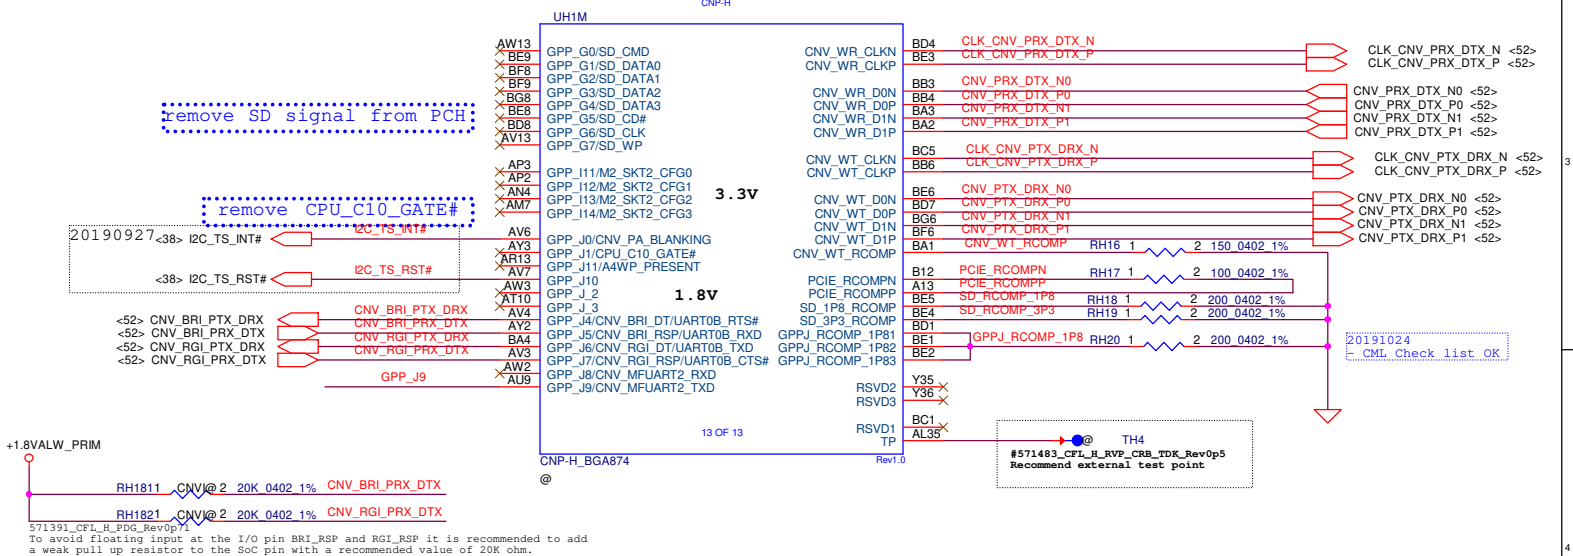 CNP-H
UH1M
AW13 GPP_G0/SD_CMD
BE9 GPP_G1/SD_DATA0
BF8 GPP_G2/SD_DATA1
BF9 GPP_G3/SD_DATA2
BG8 GPP_G4/SD_DATA3
BE8 GPP_G5/SD_CD#
BD8 GPP_G6/SD_CLK
AV13 GPP_G7/SD_WP
remove SD signal from PCH
AP3 GPP_I11/M2_SKT2_CFG0
AP2 GPP_I12/M2_SKT2_CFG1
AN4 GPP_I13/M2_SKT2_CFG2
AM7 GPP_I14/M2_SKT2_CFG3
3.3V
remove CPU_C10_GATE#
20190927 <38> I2C_TS_INT# I2C_TS_INT# AV6 GPP_J0/CNV_PA_BLANKING
AY3 GPP_J1/CPU_C10_GATE#
AR13 GPP_J11/A4WP_PRESENT
<38> I2C_TS_RST# I2C_TS_RST# AV7 GPP_J10
AW3 GPP_J_2
AT10 GPP_J_3
1.8V
<52> CNV_BRI_PTX_DRX CNV_BRI_PTX_DRX AV4 GPP_J4/CNV_BRI_DT/UART0B_RTS#
<52> CNV_BRI_PRX_DTX CNV_BRI_PRX_DTX AY2 GPP_J5/CNV_BRI_RSP/UART0B_RXD
<52> CNV_RGI_PTX_DRX CNV_RGI_PTX_DRX BA4 GPP_J6/CNV_RGI_DT/UART0B_TXD
<52> CNV_RGI_PRX_DTX CNV_RGI_PRX_DTX AV3 GPP_J7/CNV_RGI_RSP/UART0B_CTS#
AW2 GPP_J8/CNV_MFUART2_RXD
GPP_J9 AU9 GPP_J9/CNV_MFUART2_TXD
CNV_WR_CLKN BD4 CLK_CNV_PRX_DTX_N CLK_CNV_PRX_DTX_N <52>
CNV_WR_CLKP BE3 CLK_CNV_PRX_DTX_P CLK_CNV_PRX_DTX_P <52>
CNV_WR_D0N BB3 CNV_PRX_DTX_N0 CNV_PRX_DTX_N0 <52>
CNV_WR_D0P BB4 CNV_PRX_DTX_P0 CNV_PRX_DTX_P0 <52>
CNV_WR_D1N BA3 CNV_PRX_DTX_N1 CNV_PRX_DTX_N1 <52>
CNV_WR_D1P BA2 CNV_PRX_DTX_P1 CNV_PRX_DTX_P1 <52>
CNV_WT_CLKN BC5 CLK_CNV_PTX_DRX_N CLK_CNV_PTX_DRX_N <52>
CNV_WT_CLKP BB6 CLK_CNV_PTX_DRX_P CLK_CNV_PTX_DRX_P <52>
3
CNV_WT_D0N BE6 CNV_PTX_DRX_N0 CNV_PTX_DRX_N0 <52>
CNV_WT_D0P BD7 CNV_PTX_DRX_P0 CNV_PTX_DRX_P0 <52>
CNV_WT_D1N BG6 CNV_PTX_DRX_N1 CNV_PTX_DRX_N1 <52>
CNV_WT_D1P BF6 CNV_PTX_DRX_P1 CNV_PTX_DRX_P1 <52>
CNV_WT_RCOMP BA1 CNV_WT_RCOMP RH16 1 2 150_0402_1%
PCIE_RCOMPN B12 PCIE_RCOMPN RH17 1 2 100_0402_1%
PCIE_RCOMPP A13 PCIE_RCOMPP
SD_1P8_RCOMP BE5 SD_RCOMP_1P8 RH18 1 2 200_0402_1%
SD_3P3_RCOMP BE4 SD_RCOMP_3P3 RH19 1 2 200_0402_1%
GPPJ_RCOMP_1P81 BD1
GPPJ_RCOMP_1P82 BE1 GPPJ_RCOMP_1P8 RH20 1 2 200_0402_1%
GPPJ_RCOMP_1P83 BE2
20191024
- CML Check list OK
RSVD2 Y35
RSVD3 Y36
RSVD1 BC1
TP AL35 @ TH4
#571483_CFL_H_RVP_CRB_TDK_Rev0p5
Recommend external test point
13 OF 13
CNP-H_BGA874 Rev1.0
@
+1.8VALW_PRIM
RH181 1 CNVI@ 2 20K_0402_1% CNV_BRI_PRX_DTX
RH182 1 CNVI@ 2 20K_0402_1% CNV_RGI_PRX_DTX
571391_CFL_H_PDG_Rev0p71
To avoid floating input at the I/O pin BRI_RSP and RGI_RSP it is recommended to add
a weak pull up resistor to the SoC pin with a recommended value of 20K ohm.
4